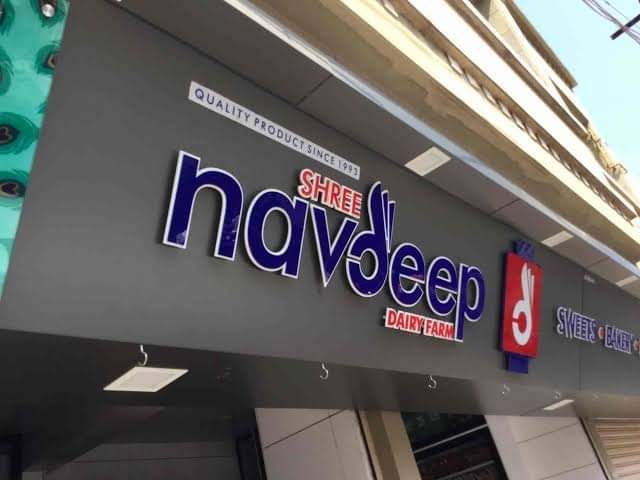 QUALITY PRODUCT SINCE 1993
SHREE
navdeep
DAIRY FARM
SWEETS • BAKERY •